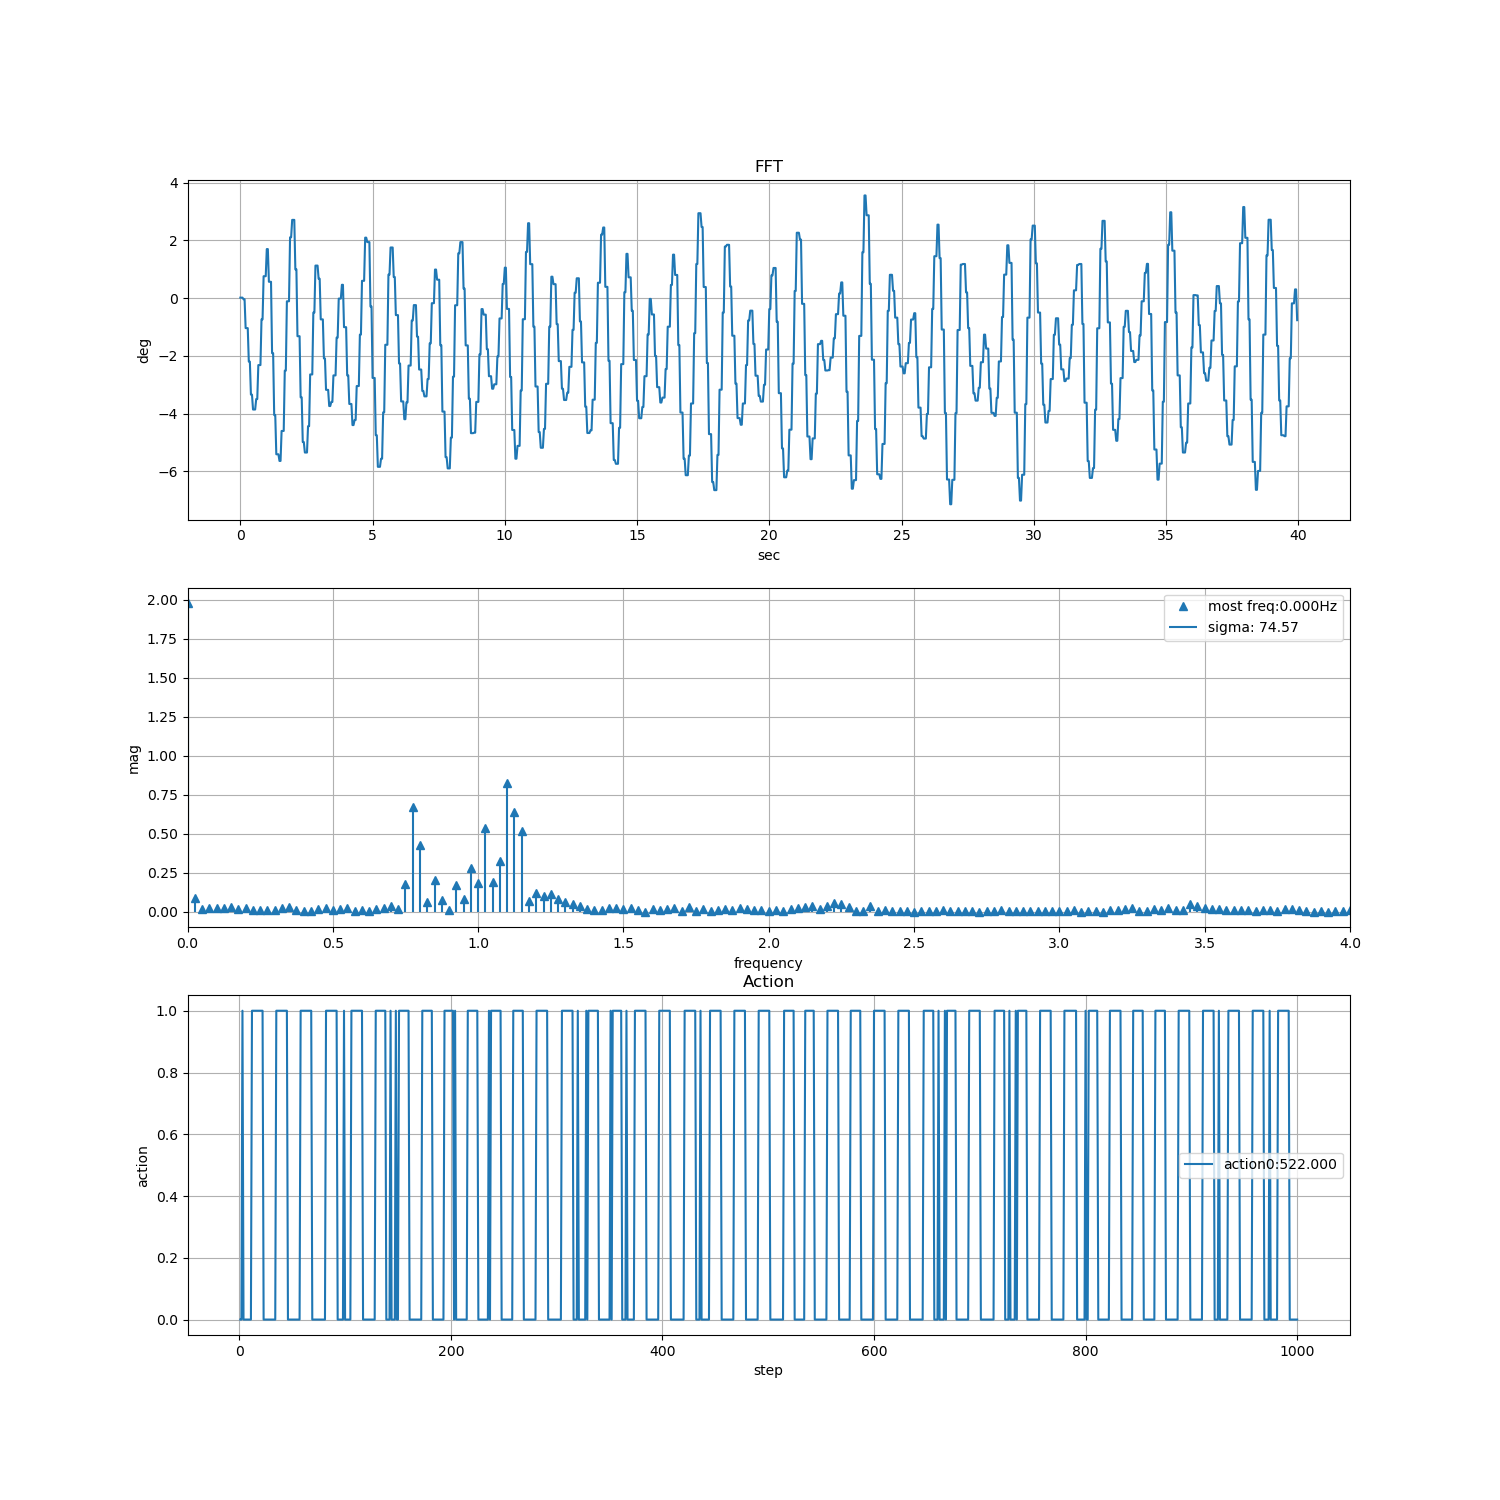 FFT
4
2
0
−2
−4
−6
deg
0 5 10 15 20 25 30 35 40
sec
2.00
1.75
1.50
1.25
1.00
0.75
0.50
0.25
0.00
mag
most freq:0.000Hz
sigma: 74.57
0.0 0.5 1.0 1.5 2.0 2.5 3.0 3.5 4.0
frequency
Action
1.0
0.8
0.6
0.4
0.2
0.0
action
action0:522.000
0 200 400 600 800 1000
step